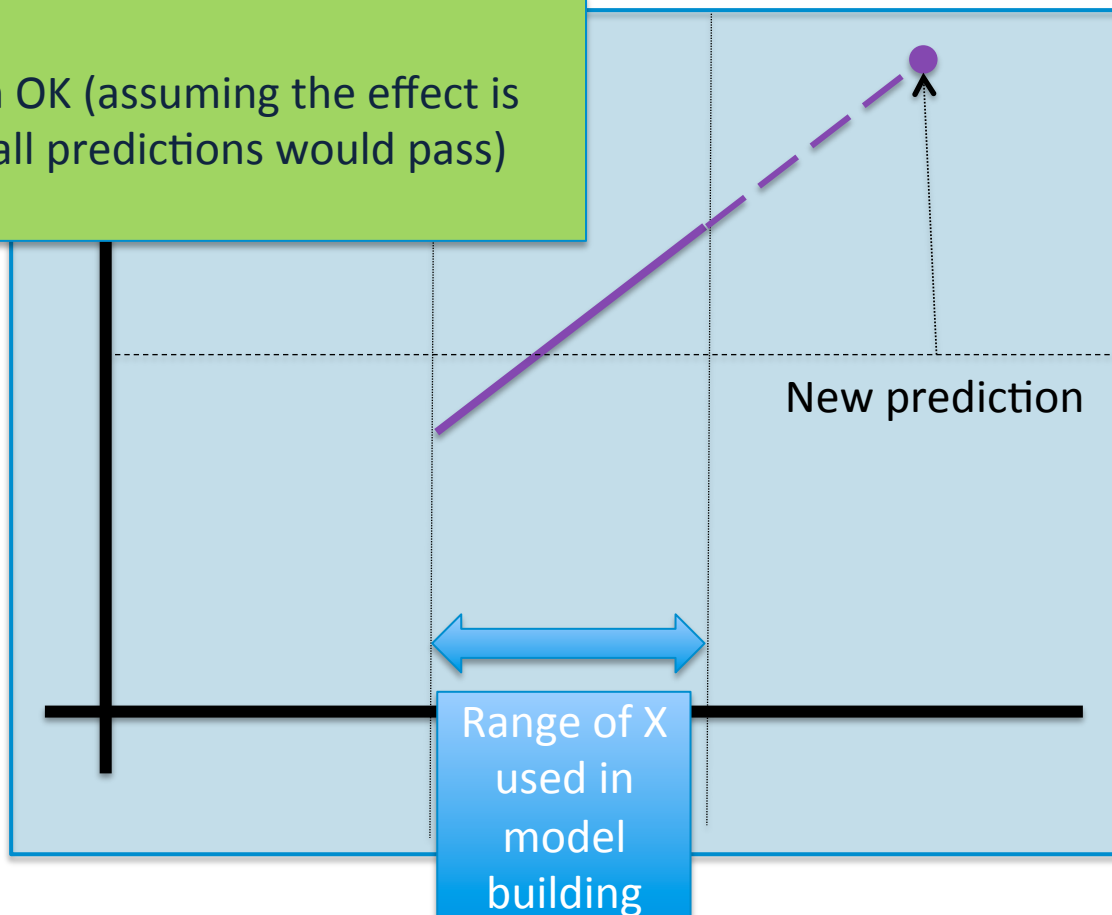 OK (assuming the effect is
all predictions would pass)
New prediction
Range of X
used in
model
building